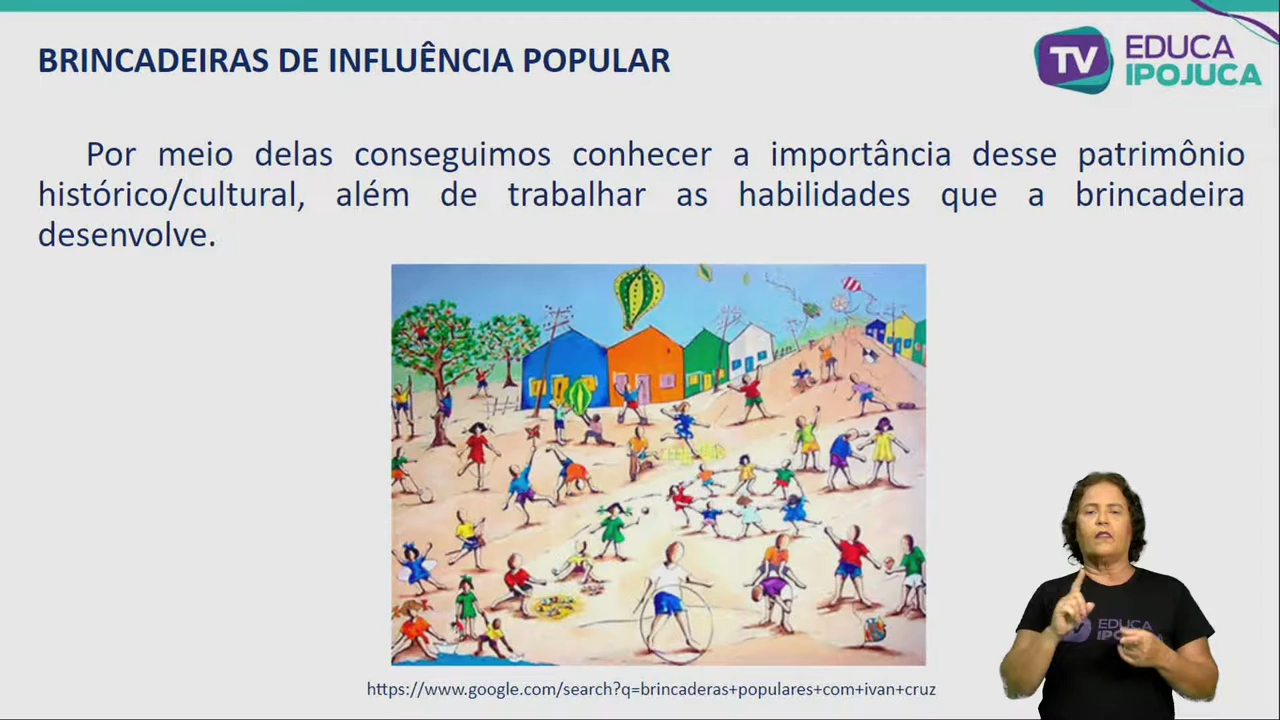 BRINCADEIRAS DE INFLUÊNCIA POPULAR
TV EDUCA
IPOJUCA
Por meio delas conseguimos conhecer a importância desse patrimônio
histórico/cultural, além de trabalhar as habilidades que a brincadeira
desenvolve.
https://www.google.com/search?q=brincaderas+populares+com+ivan+cruz
EDUCA